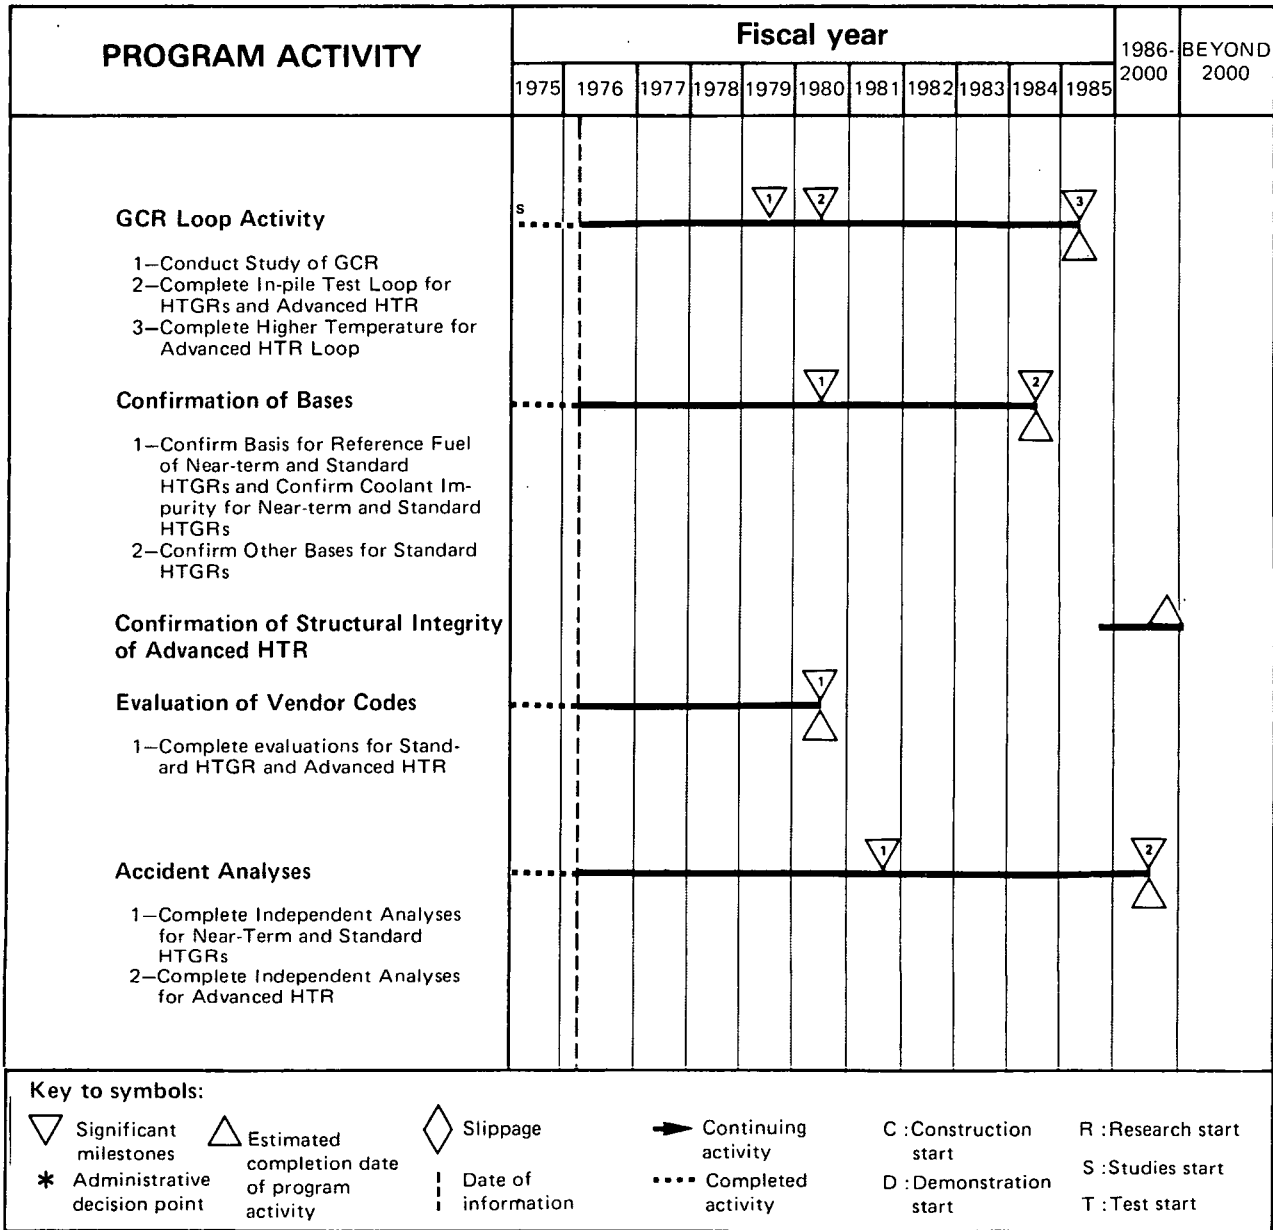 PROGRAM ACTIVITY
Fiscal year
1986-
2000
BEYOND
2000
1975 1976 1977 1978 1979 1980 1981 1982 1983 1984 1985
GCR Loop Activity
S
1
2
3
1—Conduct Study of GCR
2—Complete In-pile Test Loop for
HTGRs and Advanced HTR
3—Complete Higher Temperature for
Advanced HTR Loop
Confirmation of Bases
1
2
1—Confirm Basis for Reference Fuel
of Near-term and Standard
HTGRs and Confirm Coolant Im-
purity for Near-term and Standard
HTGRs
2—Confirm Other Bases for Standard
HTGRs
Confirmation of Structural Integrity
of Advanced HTR
Evaluation of Vendor Codes
1
1—Complete evaluations for Stand-
ard HTGR and Advanced HTR
Accident Analyses
1
2
1—Complete Independent Analyses
for Near-Term and Standard
HTGRs
2—Complete Independent Analyses
for Advanced HTR
Key to symbols:
Significant
milestones
* Administrative
decision point
Estimated
completion date
of program
activity
Slippage
Date of
information
Continuing
activity
Completed
activity
C : Construction
start
D : Demonstration
start
R : Research start
S : Studies start
T : Test start